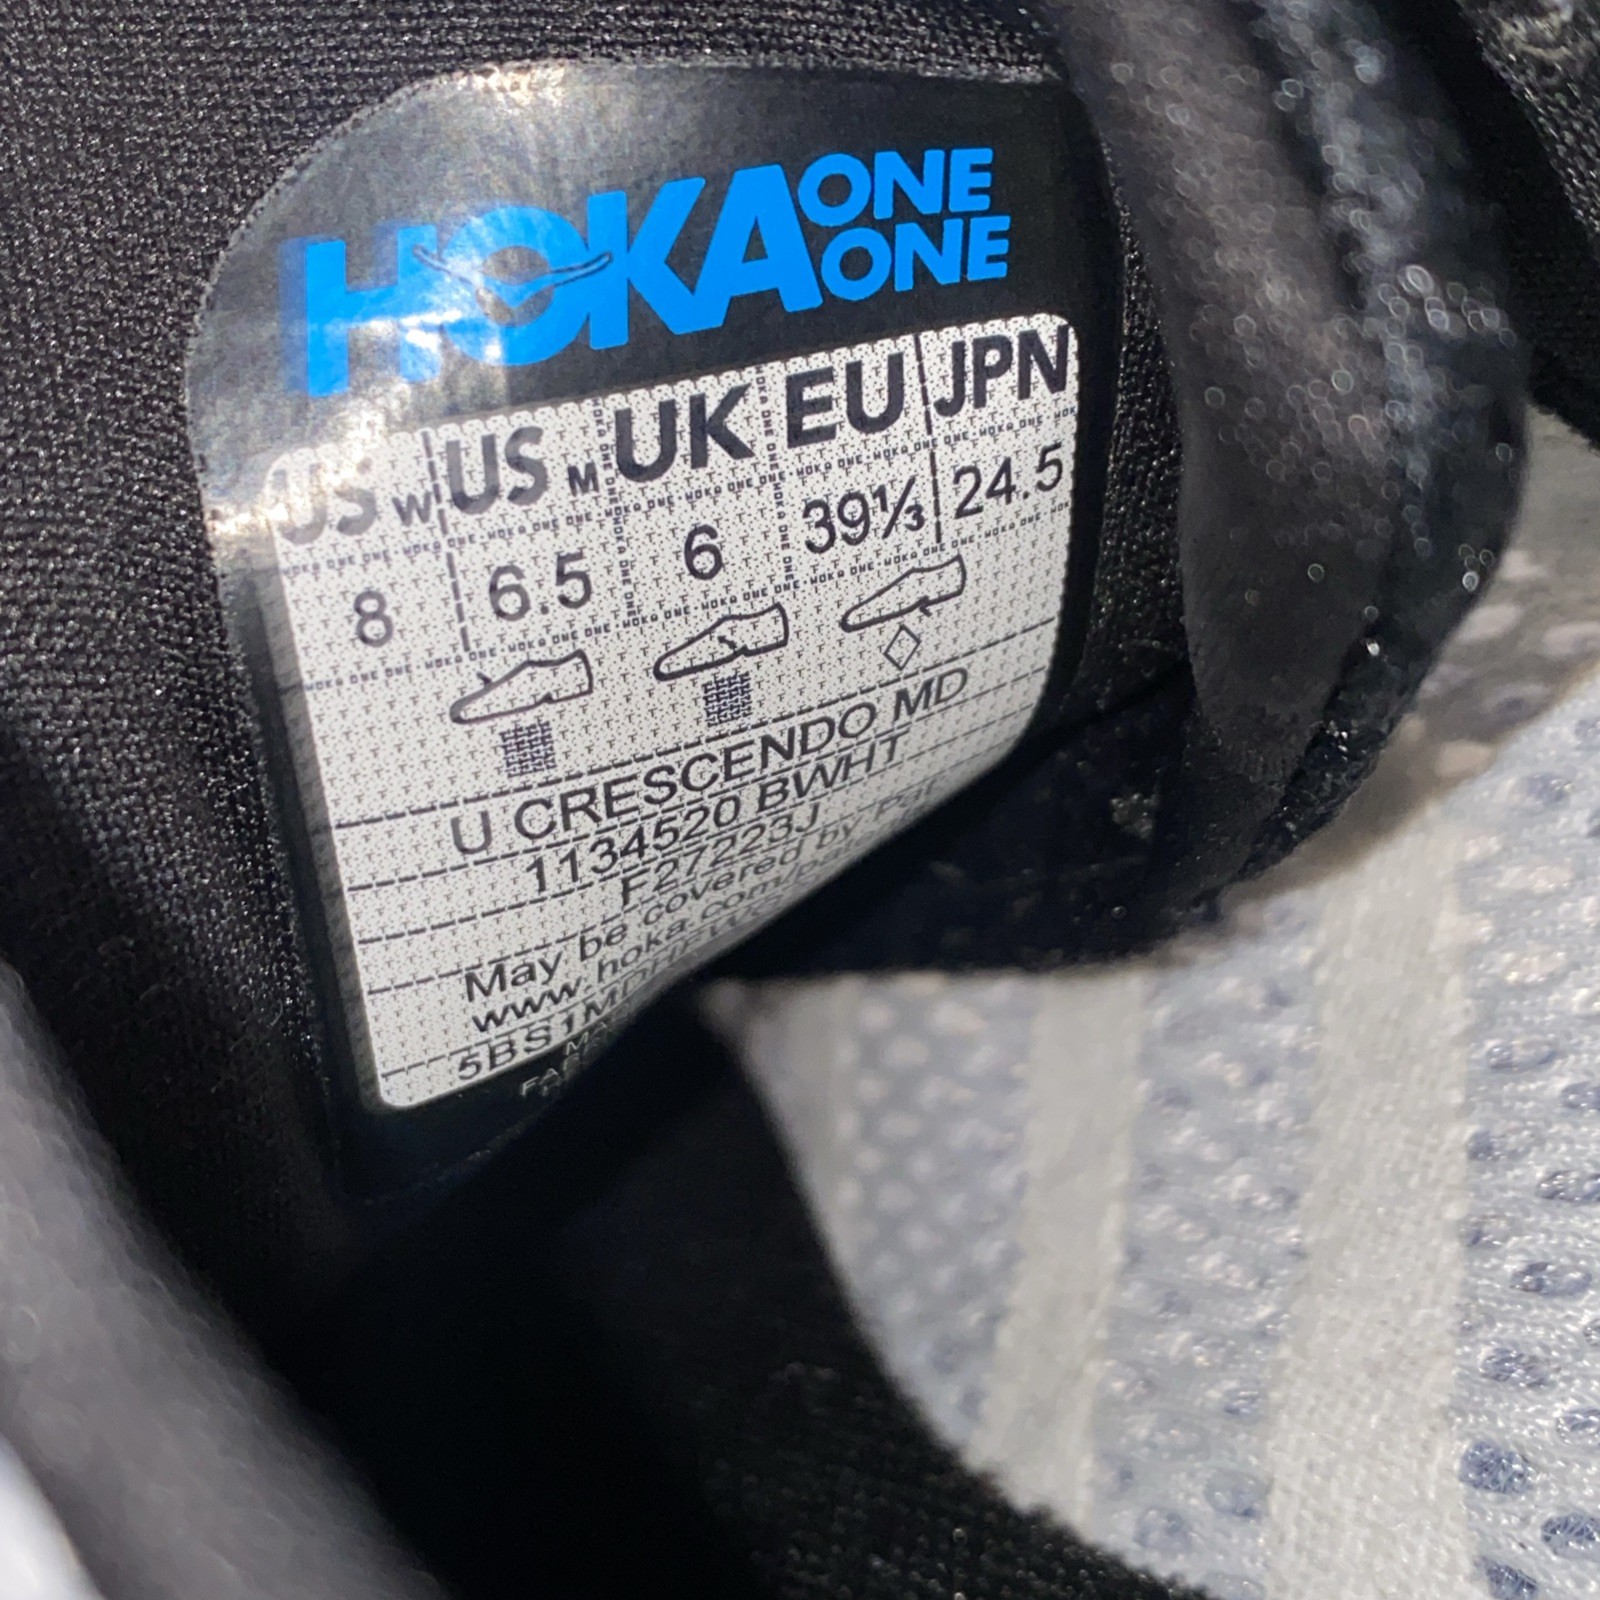 HOKA ONE ONE
US W US M UK EU JPN
8 6.5 6 39⅓ 24.5
U CRESCENDO MD
1134520 BWHT
F27223J
May be covered by
www.hoka.com/